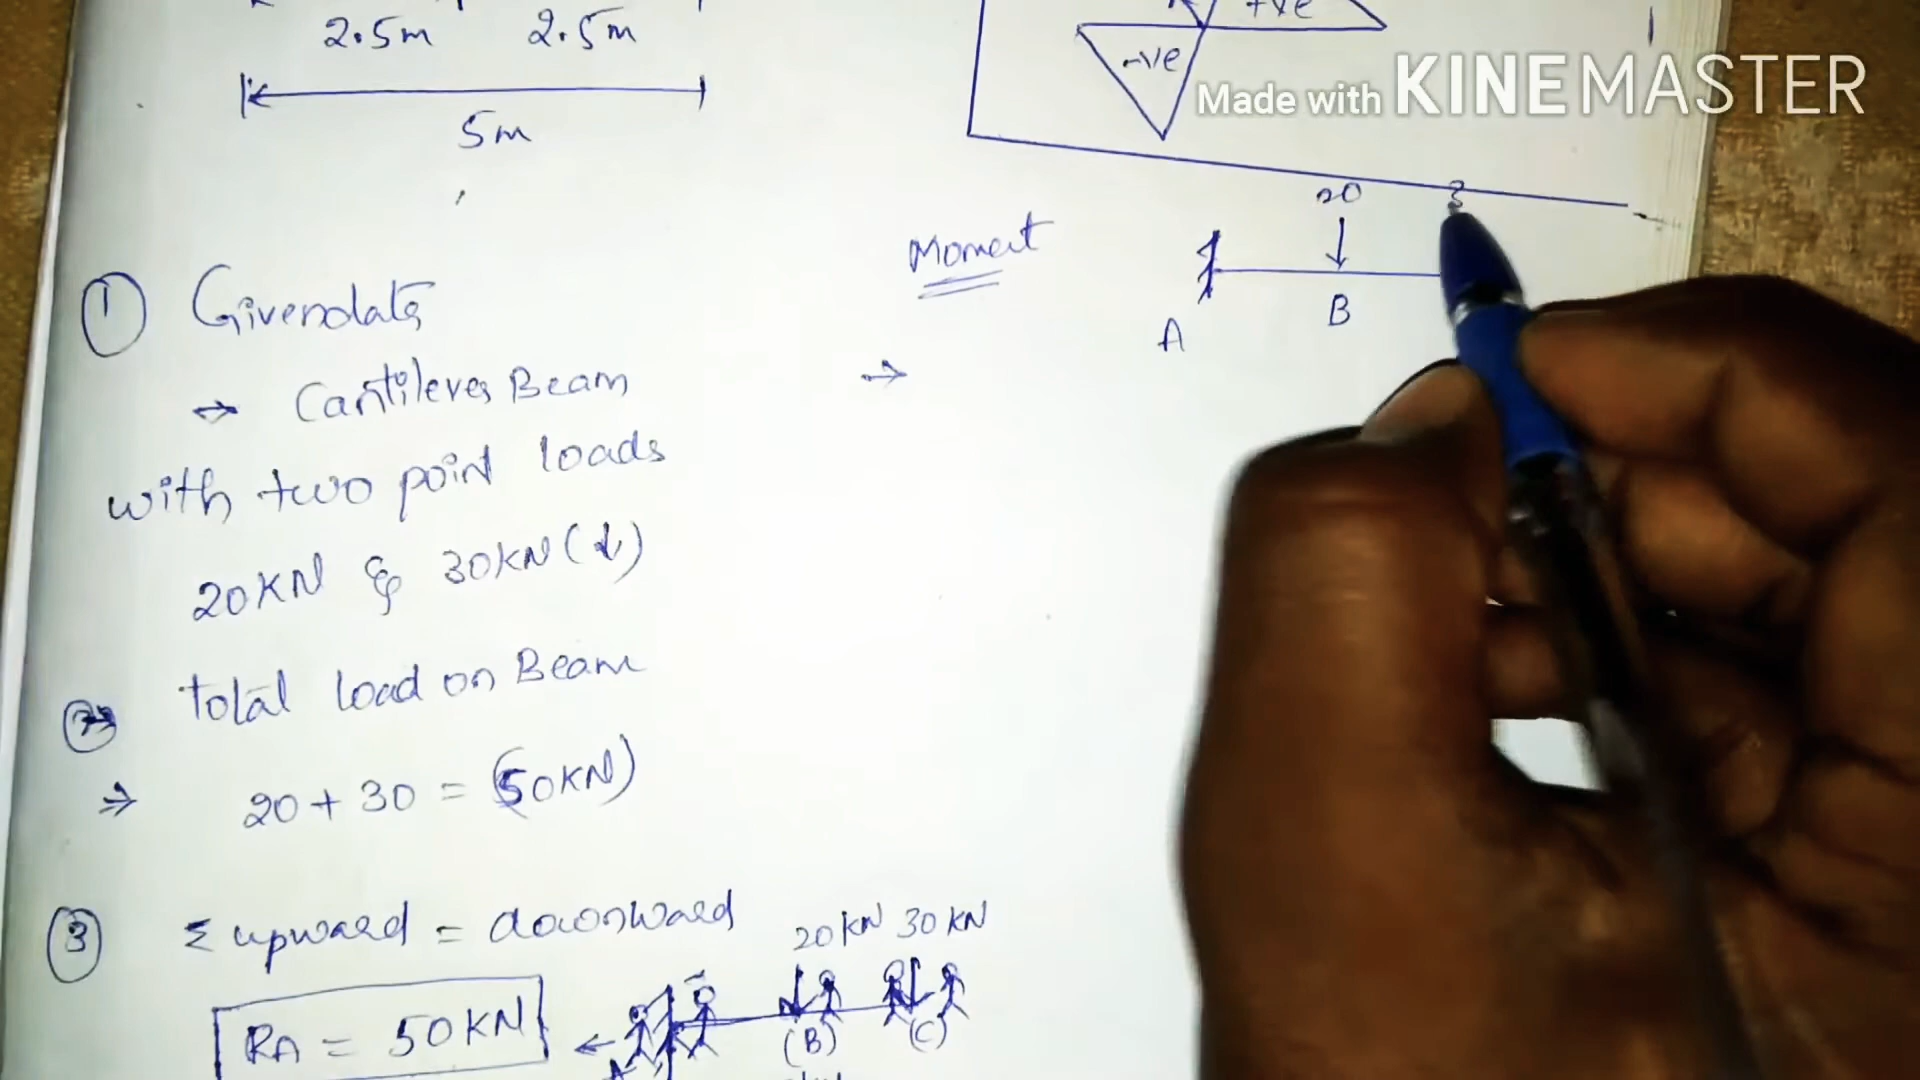 2.5m 2.5m
5m
+ve
-ve
Made with KINEMASTER
20 3
Moment
A B
① Givendata
→ Cantilever Beam
with two point loads
20KN & 30KN (↓)
② total load on Beam
⇒ 20 + 30 = (50KN)
③ Σ upward = downward
20KN 30KN
RA = 50KN
(B) (C)